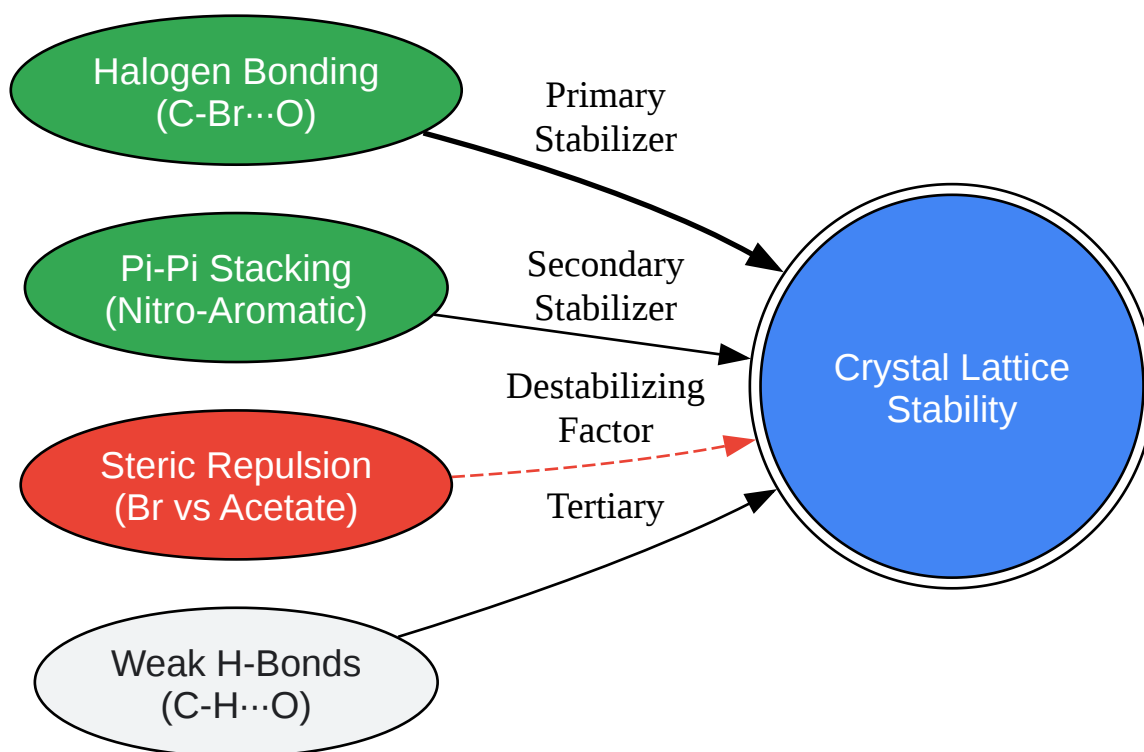 Halogen Bonding
(C-Br···O)
Primary
Stabilizer
Pi-Pi Stacking
(Nitro-Aromatic)
Secondary
Stabilizer
Steric Repulsion
(Br vs Acetate)
Destabilizing
Factor
Weak H-Bonds
(C-H···O)
Tertiary
Crystal Lattice
Stability